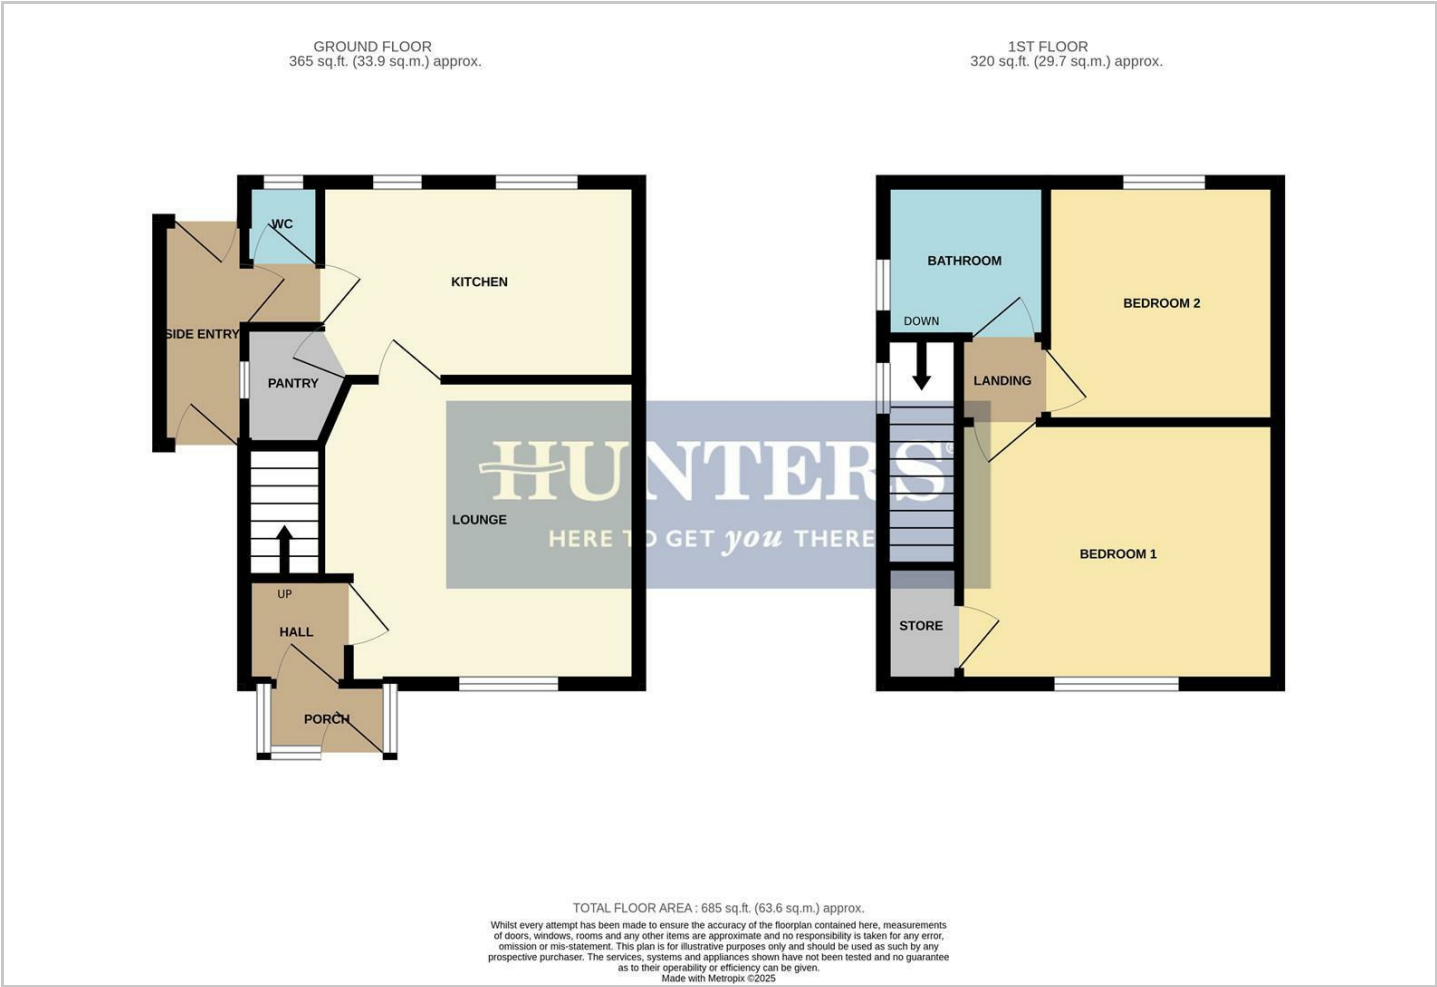 GROUND FLOOR
365 sq.ft. (33.9 sq.m.) approx.
1ST FLOOR
320 sq.ft. (29.7 sq.m.) approx.
WC
KITCHEN
SIDE ENTRY
PANTRY
LOUNGE
UP
HALL
PORCH
BATHROOM
BEDROOM 2
DOWN
LANDING
BEDROOM 1
STORE
HUNTERS®
HERE TO GET you THERE
TOTAL FLOOR AREA : 685 sq.ft. (63.6 sq.m.) approx.
Whilst every attempt has been made to ensure the accuracy of the floorplan contained here, measurements
of doors, windows, rooms and any other items are approximate and no responsibility is taken for any error,
omission or mis-statement. This plan is for illustrative purposes only and should be used as such by any
prospective purchaser. The services, systems and appliances shown have not been tested and no guarantee
as to their operability or efficiency can be given.
Made with Metropix ©2025